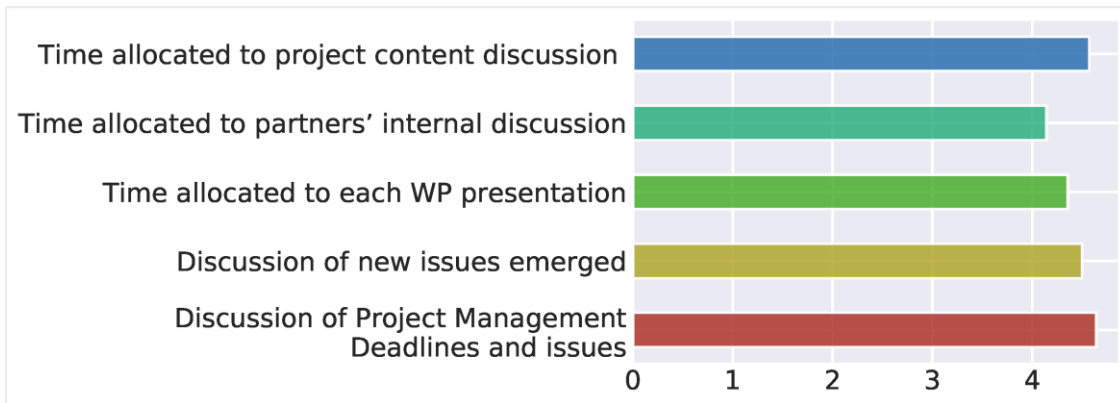 Time allocated to project content discussion
Time allocated to partners’ internal discussion
Time allocated to each WP presentation
Discussion of new issues emerged
Discussion of Project Management
Deadlines and issues
0 1 2 3 4